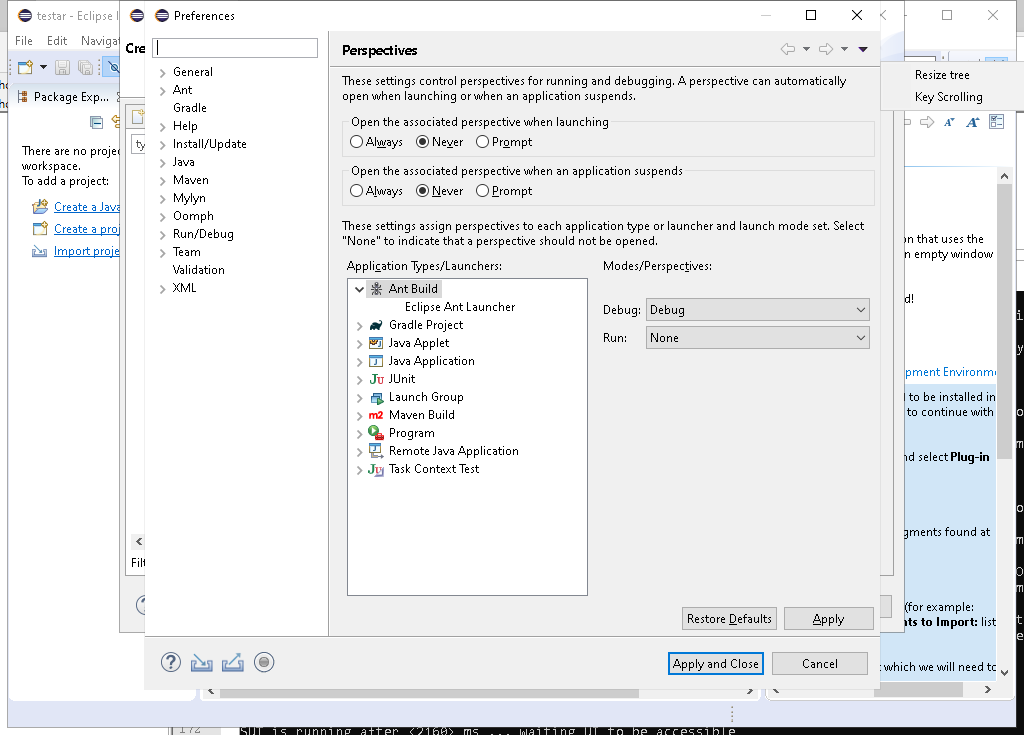 testar - Eclipse I
Preferences
File Edit Navigat
Cre
Perspectives
Resize tree
Key Scrolling
Package Exp...
These settings control perspectives for running and debugging. A perspective can automatically
open when launching or when an application suspends.
Open the associated perspective when launching
Always Never Prompt
Open the associated perspective when an application suspends
Always Never Prompt
These settings assign perspectives to each application type or launcher and launch mode set. Select
"None" to indicate that a perspective should not be opened.
Application Types/Launchers:
Modes/Perspectives:
General
Ant
Gradle
Help
Install/Update
Java
Maven
Mylyn
Oomph
Run/Debug
Team
Validation
XML
There are no projec
workspace.
To add a project:
Create a Java
Create a proj
Import proje
ty
Filt
Ant Build
Eclipse Ant Launcher
Gradle Project
Java Applet
Java Application
JUnit
Launch Group
Maven Build
Program
Remote Java Application
Task Context Test
Debug: Debug
Run: None
on that uses the
n empty window
d!
pment Environme
l to be installed in
to continue with
nd select Plug-in
gments found at
(for example:
nts to Import: list
t which we will need to
Restore Defaults
Apply
Apply and Close
Cancel
172
SUT is running after <2160> ms ... waiting UI to be accessible